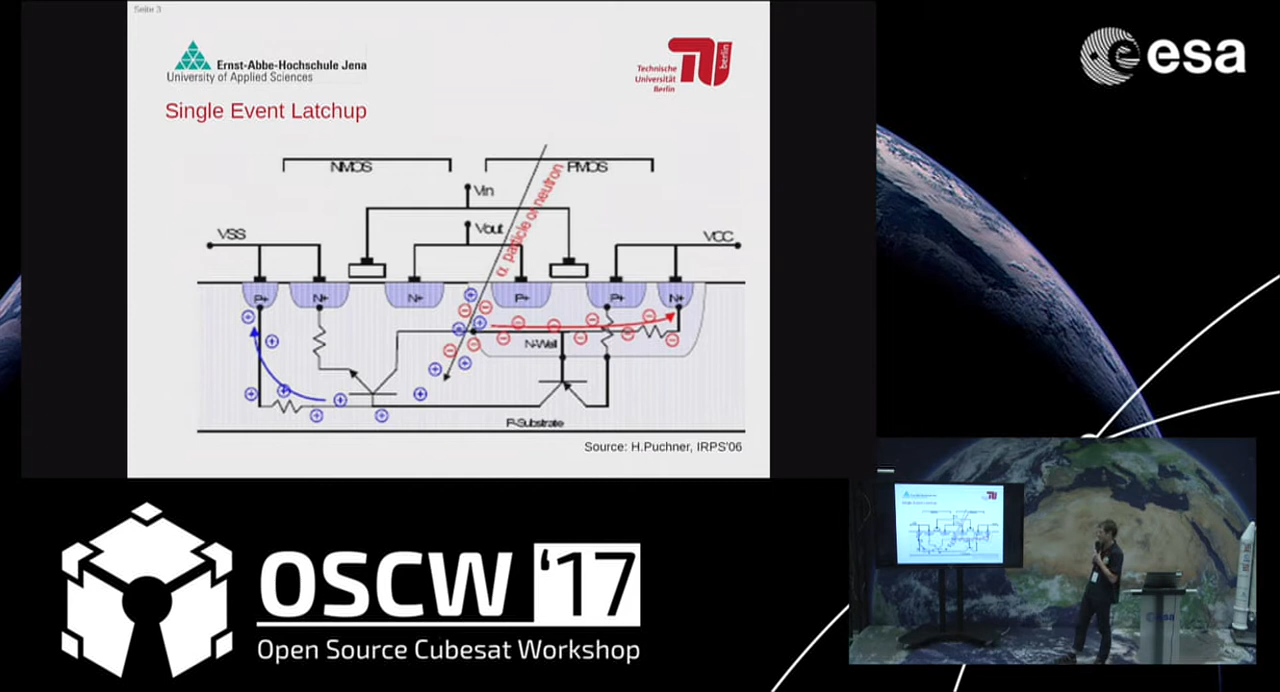 Seite 3
Ernst-Abbe-Hochschule Jena
University of Applied Sciences
Technische
Universität
Berlin
berlin
Single Event Latchup
NMOS
PMOS
Vin
α particle or neutron
Vout
VSS
VCC
P+
N+
N+
P+
P+
N+
N-Well
P-Substrate
Source: H.Puchner, IRPS'06
esa
OSCW '17
Open Source Cubesat Workshop
esa